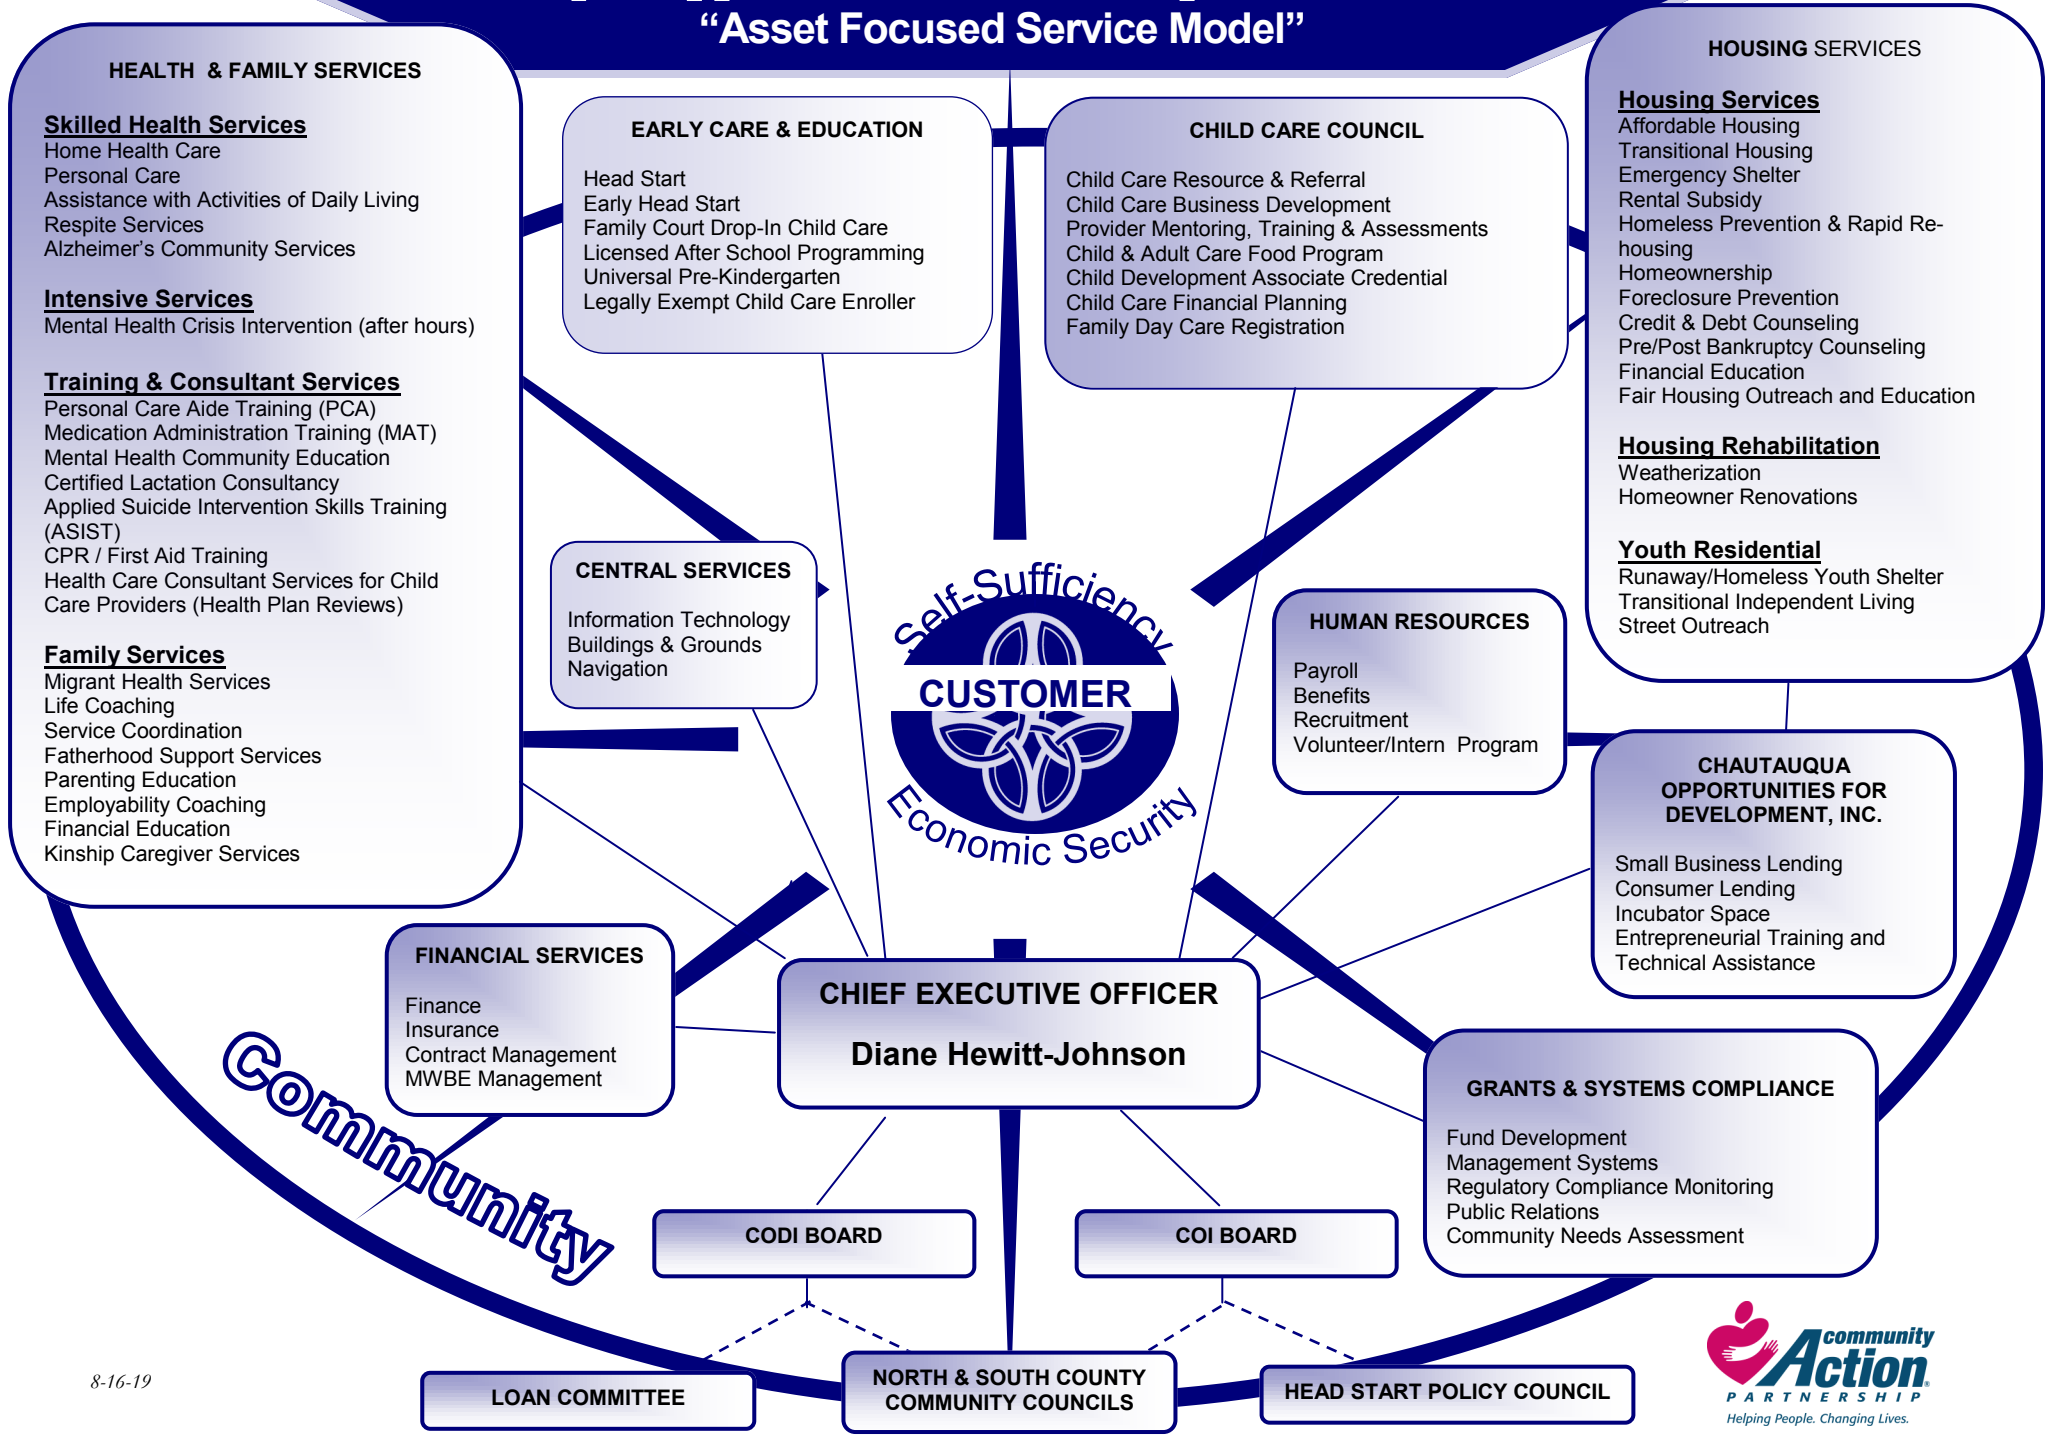 “Asset Focused Service Model”
HEALTH & FAMILY SERVICES
Skilled Health Services
Home Health Care
Personal Care
Assistance with Activities of Daily Living
Respite Services
Alzheimer’s Community Services
Intensive Services
Mental Health Crisis Intervention (after hours)
Training & Consultant Services
Personal Care Aide Training (PCA)
Medication Administration Training (MAT)
Mental Health Community Education
Certified Lactation Consultancy
Applied Suicide Intervention Skills Training
(ASIST)
CPR / First Aid Training
Health Care Consultant Services for Child
Care Providers (Health Plan Reviews)
Family Services
Migrant Health Services
Life Coaching
Service Coordination
Fatherhood Support Services
Parenting Education
Employability Coaching
Financial Education
Kinship Caregiver Services
EARLY CARE & EDUCATION
Head Start
Early Head Start
Family Court Drop-In Child Care
Licensed After School Programming
Universal Pre-Kindergarten
Legally Exempt Child Care Enroller
CHILD CARE COUNCIL
Child Care Resource & Referral
Child Care Business Development
Provider Mentoring, Training & Assessments
Child & Adult Care Food Program
Child Development Associate Credential
Child Care Financial Planning
Family Day Care Registration
HOUSING SERVICES
Housing Services
Affordable Housing
Transitional Housing
Emergency Shelter
Rental Subsidy
Homeless Prevention & Rapid Re-
housing
Homeownership
Foreclosure Prevention
Credit & Debt Counseling
Pre/Post Bankruptcy Counseling
Financial Education
Fair Housing Outreach and Education
Housing Rehabilitation
Weatherization
Homeowner Renovations
Youth Residential
Runaway/Homeless Youth Shelter
Transitional Independent Living
Street Outreach
CENTRAL SERVICES
Information Technology
Buildings & Grounds
Navigation
Self-Sufficiency
CUSTOMER
Economic Security
HUMAN RESOURCES
Payroll
Benefits
Recruitment
Volunteer/Intern Program
CHAUTAUQUA
OPPORTUNITIES FOR
DEVELOPMENT, INC.
Small Business Lending
Consumer Lending
Incubator Space
Entrepreneurial Training and
Technical Assistance
FINANCIAL SERVICES
Finance
Insurance
Contract Management
MWBE Management
CHIEF EXECUTIVE OFFICER
Diane Hewitt-Johnson
GRANTS & SYSTEMS COMPLIANCE
Fund Development
Management Systems
Regulatory Compliance Monitoring
Public Relations
Community Needs Assessment
Community
CODI BOARD
COI BOARD
LOAN COMMITTEE
NORTH & SOUTH COUNTY
COMMUNITY COUNCILS
HEAD START POLICY COUNCIL
8-16-19
community
Action
PARTNERSHIP
Helping People. Changing Lives.